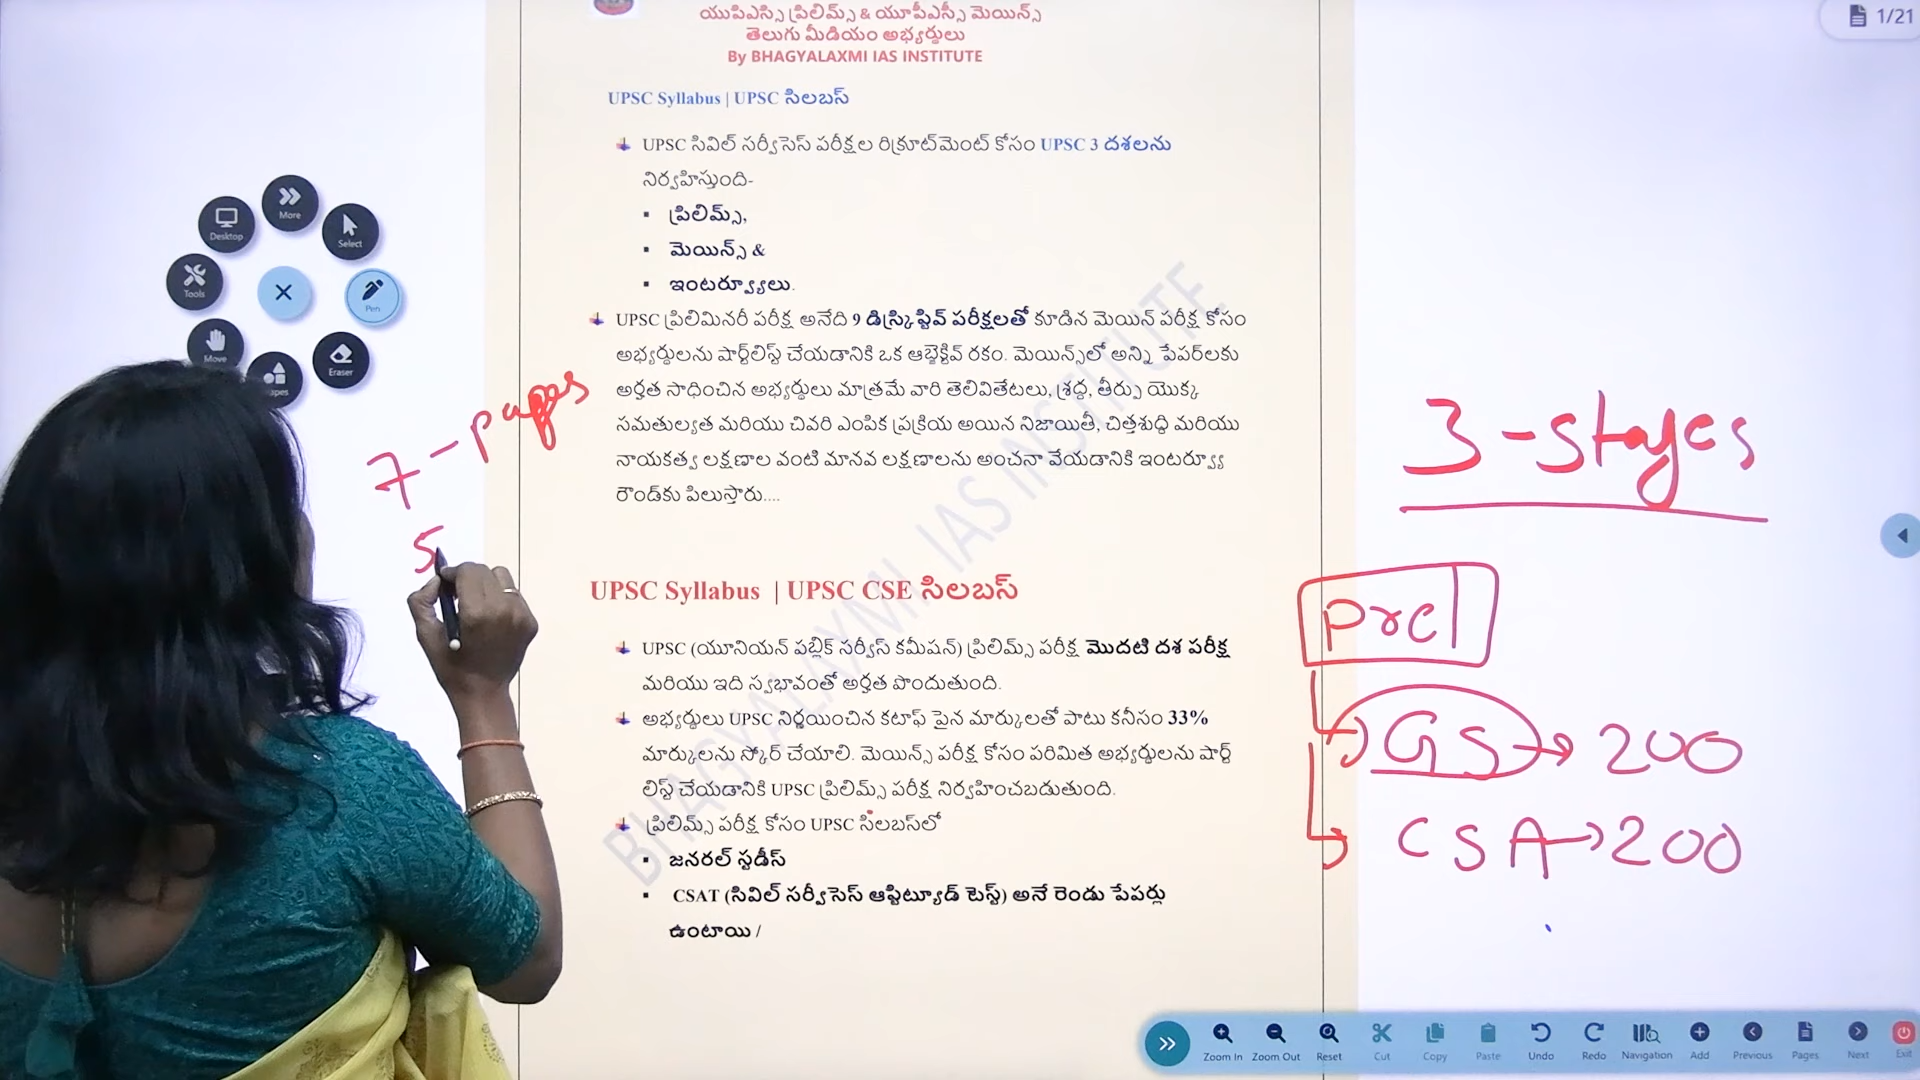 యుపిఎస్సి ప్రిలిమ్స్ & యూపీఎస్సీ మెయిన్స్
తెలుగు మీడియం అభ్యర్థులు
By BHAGYALAXMI IAS INSTITUTE
1/21
UPSC Syllabus | UPSC సిలబస్
UPSC సివిల్ సర్వీసెస్ పరీక్షల రిక్రూట్‌మెంట్ కోసం UPSC 3 దశలను
నిర్వహిస్తుంది-
ప్రిలిమ్స్,
మెయిన్స్ &
ఇంటర్వ్యూలు.
UPSC ప్రిలిమినరీ పరీక్ష అనేది 9 డిస్క్రిప్టివ్ పరీక్షలతో కూడిన మెయిన్ పరీక్ష కోసం
అభ్యర్థులను షార్ట్‌లిస్ట్ చేయడానికి ఒక ఆబ్జెక్టివ్ రకం. మెయిన్స్‌లో అన్ని పేపర్‌లకు
అర్హత సాధించిన అభ్యర్థులు మాత్రమే వారి తెలివితేటలు, శ్రద్ధ, తీర్పు యొక్క
సమతుల్యత మరియు చివరి ఎంపిక ప్రక్రియ అయిన నిజాయితీ, చిత్తశుద్ధి మరియు
నాయకత్వ లక్షణాల వంటి మానవ లక్షణాలను అంచనా వేయడానికి ఇంటర్వ్యూ
రౌండ్‌కు పిలుస్తారు....
UPSC Syllabus | UPSC CSE సిలబస్
UPSC (యూనియన్ పబ్లిక్ సర్వీస్ కమీషన్) ప్రిలిమ్స్ పరీక్ష మొదటి దశ పరీక్ష
మరియు ఇది స్వభావంతో అర్హత పొందుతుంది.
అభ్యర్థులు UPSC నిర్ణయించిన కటాఫ్ పైన మార్కులతో పాటు కనీసం 33%
మార్కులను స్కోర్ చేయాలి. మెయిన్స్ పరీక్ష కోసం పరిమిత అభ్యర్థులను షార్ట్
లిస్ట్ చేయడానికి UPSC ప్రిలిమ్స్ పరీక్ష నిర్వహించబడుతుంది.
ప్రిలిమ్స్ పరీక్ష కోసం UPSC సిలబస్‌లో
జనరల్ స్టడీస్
CSAT (సివిల్ సర్వీసెస్ ఆప్టిట్యూడ్ టెస్ట్) అనే రెండు పేపర్లు
ఉంటాయి /
BHAGYALAXMI IAS INSTITUTE
More
Desktop
Select
Tools
Pen
Move
Eraser
apes
7-pages
5
3-stages
Prel
GS → 200
CSA → 200
Zoom In Zoom Out Reset Cut Copy Paste Undo Redo Navigation Add Previous Pages Next Exit